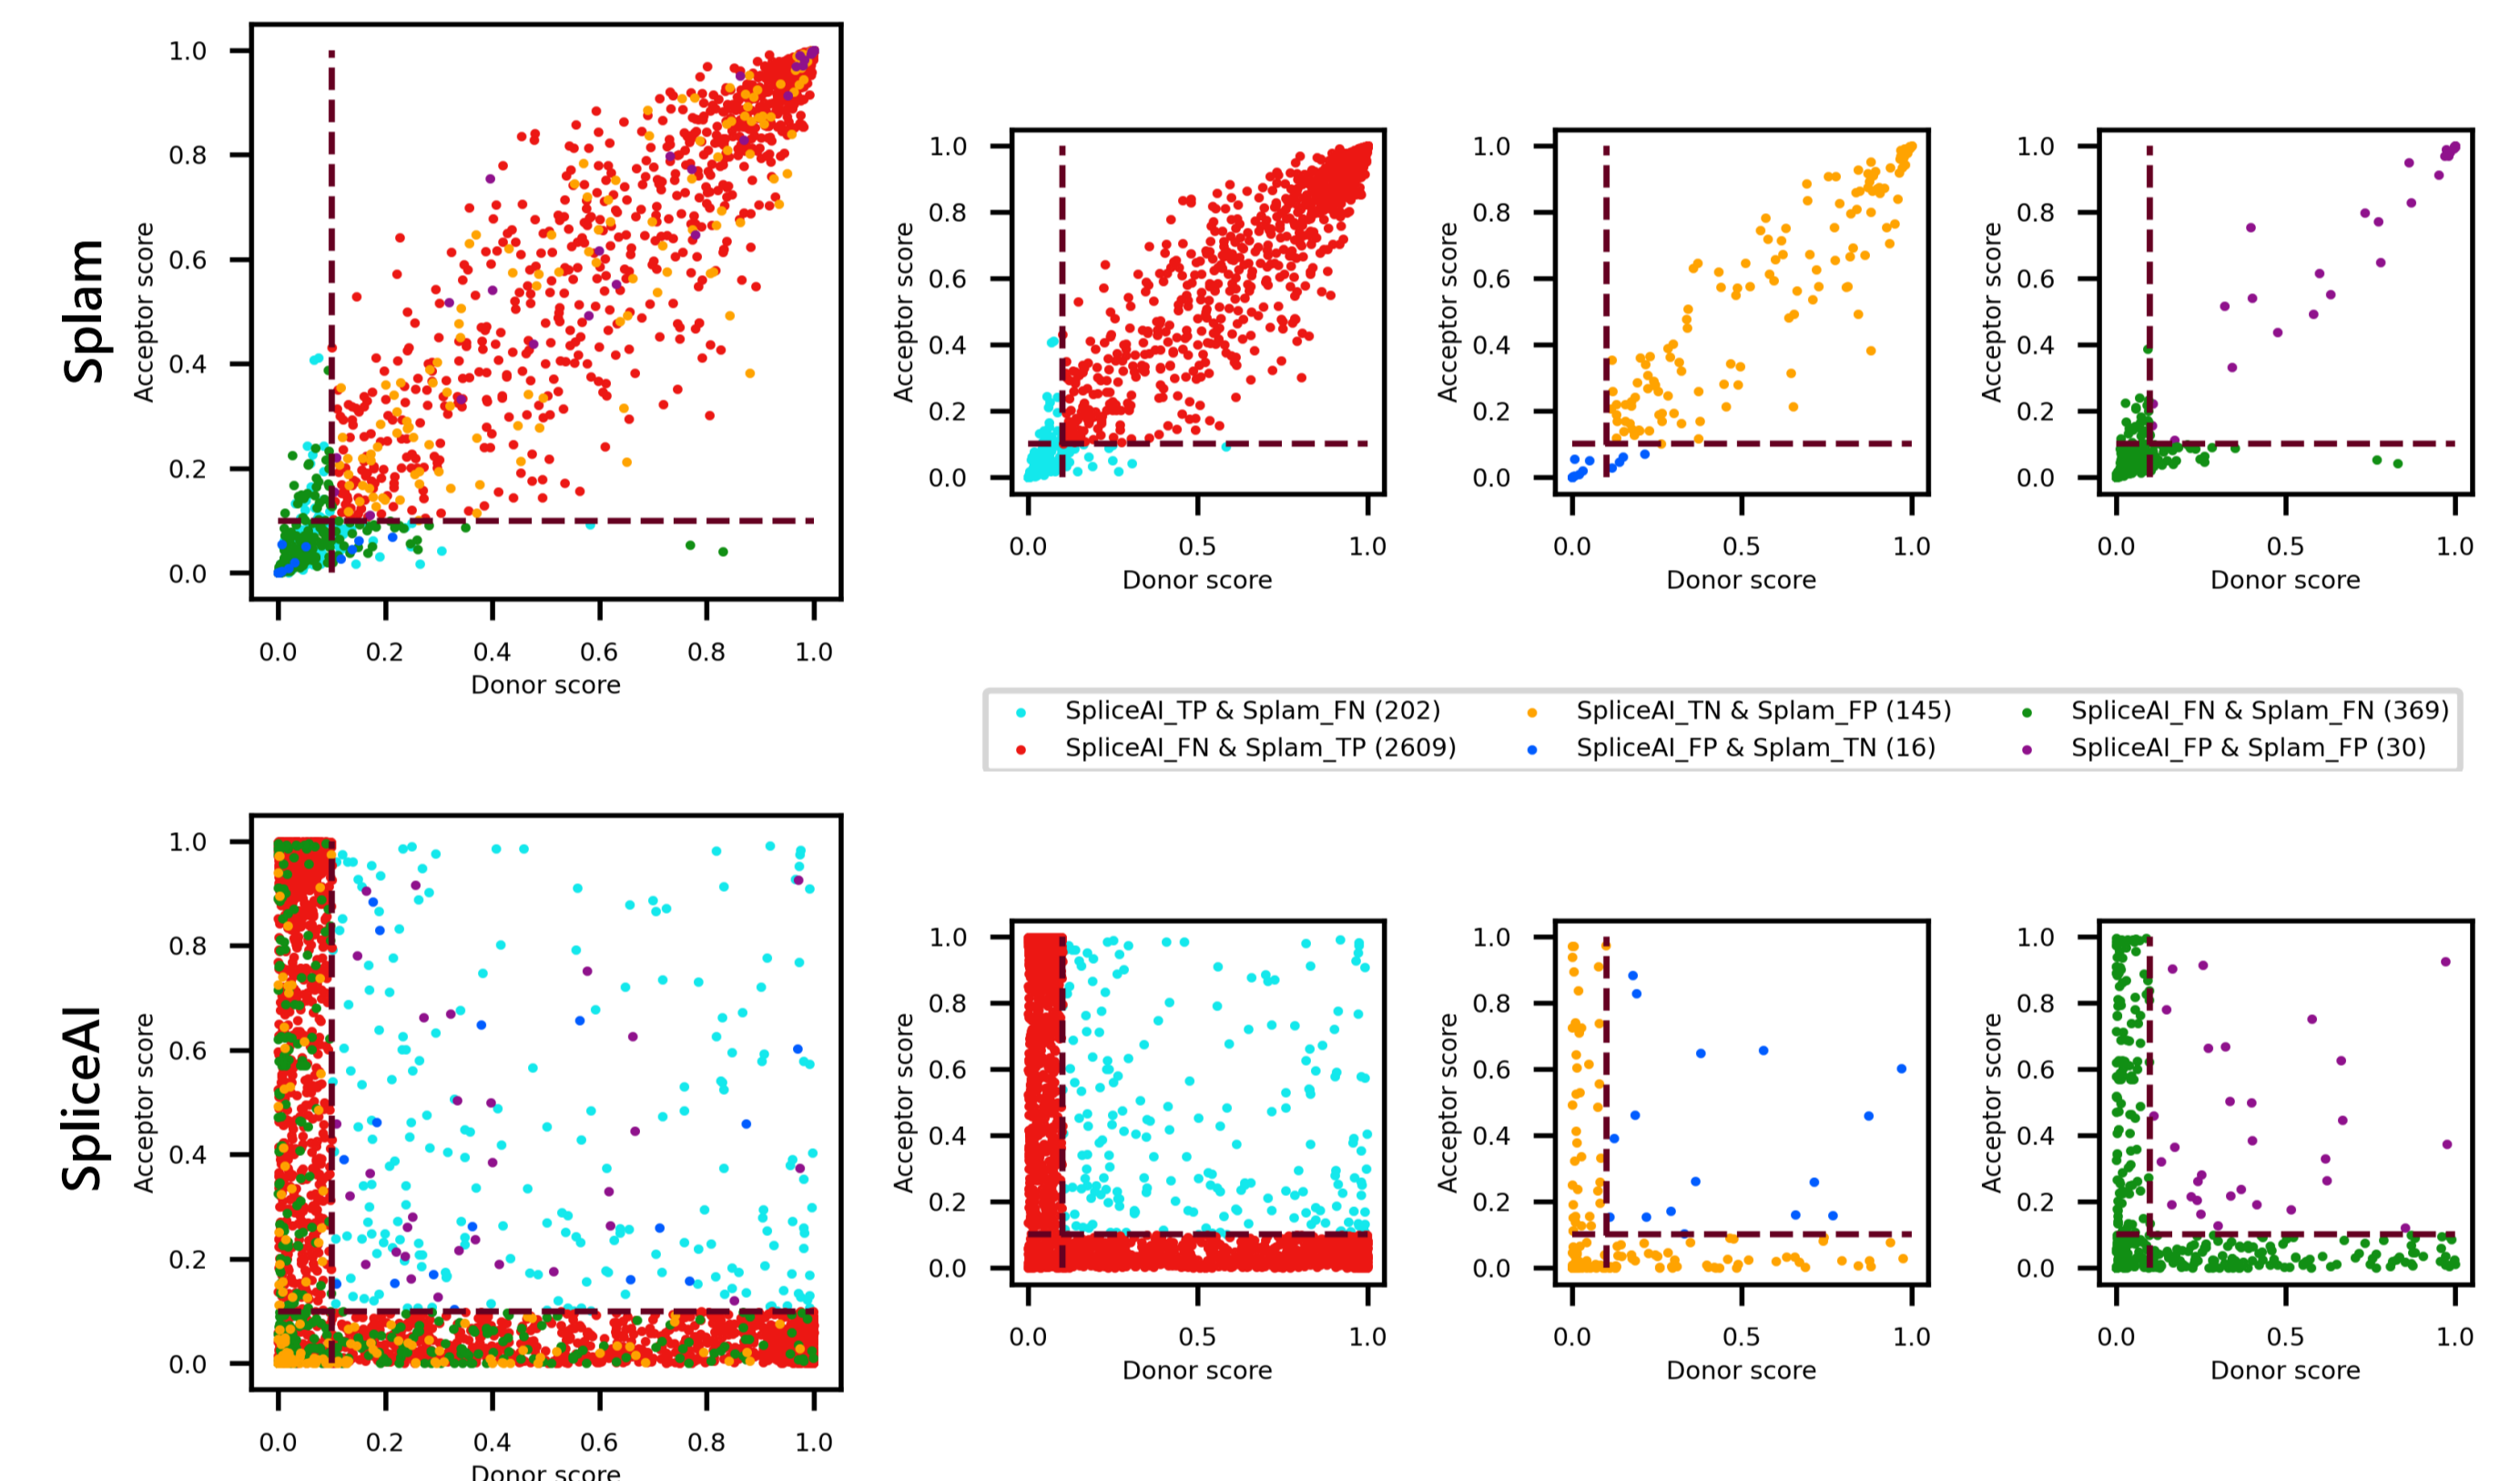 Splam
Acceptor score
1.0
0.8
0.6
0.4
0.2
0.0
0.0 0.2 0.4 0.6 0.8 1.0
Donor score
Acceptor score
1.0
0.8
0.6
0.4
0.2
0.0
0.0 0.5 1.0
Donor score
Acceptor score
1.0
0.8
0.6
0.4
0.2
0.0
0.0 0.5 1.0
Donor score
Acceptor score
1.0
0.8
0.6
0.4
0.2
0.0
0.0 0.5 1.0
Donor score
SpliceAI_TP & Splam_FN (202)
SpliceAI_FN & Splam_TP (2609)
SpliceAI_TN & Splam_FP (145)
SpliceAI_FP & Splam_TN (16)
SpliceAI_FN & Splam_FN (369)
SpliceAI_FP & Splam_FP (30)
SpliceAI
Acceptor score
1.0
0.8
0.6
0.4
0.2
0.0
0.0 0.2 0.4 0.6 0.8 1.0
Donor score
Acceptor score
1.0
0.8
0.6
0.4
0.2
0.0
0.0 0.5 1.0
Donor score
Acceptor score
1.0
0.8
0.6
0.4
0.2
0.0
0.0 0.5 1.0
Donor score
Acceptor score
1.0
0.8
0.6
0.4
0.2
0.0
0.0 0.5 1.0
Donor score